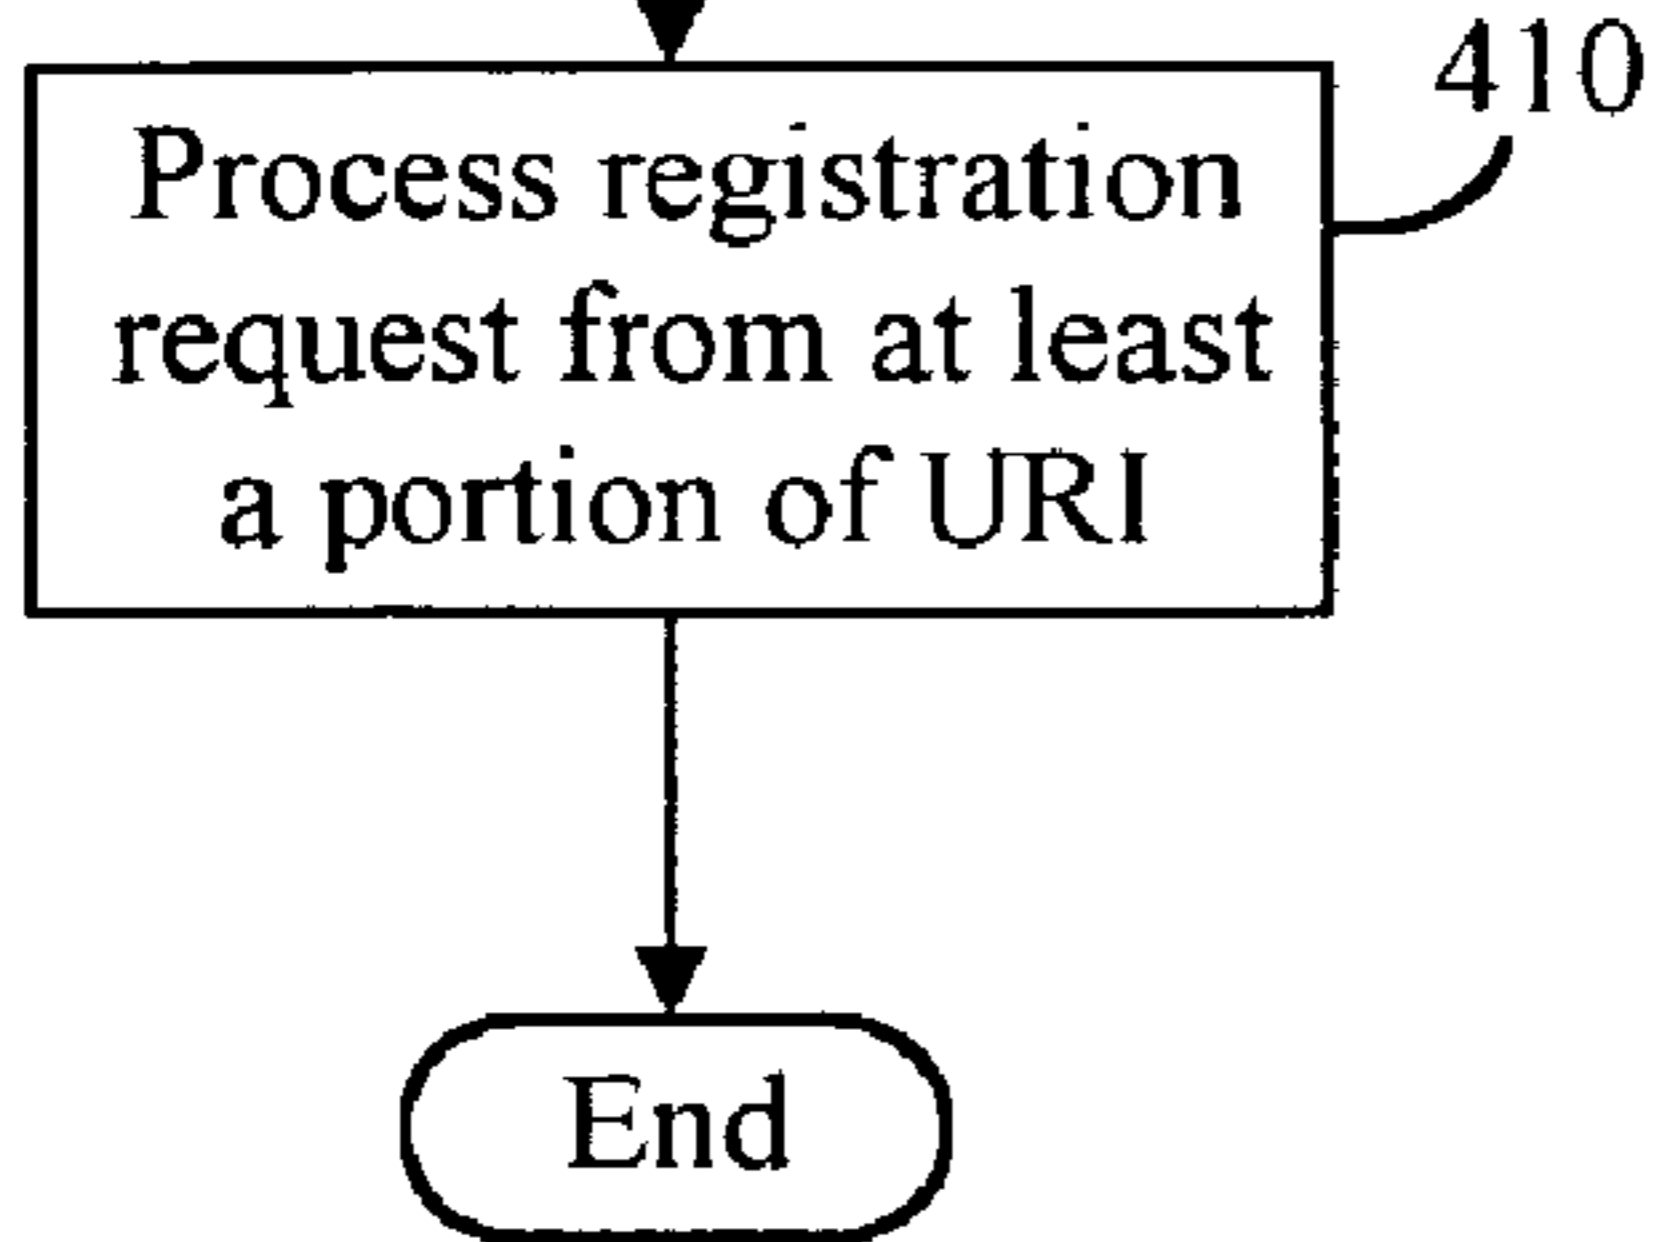 410
Process registration
request from at least
a portion of URI
End